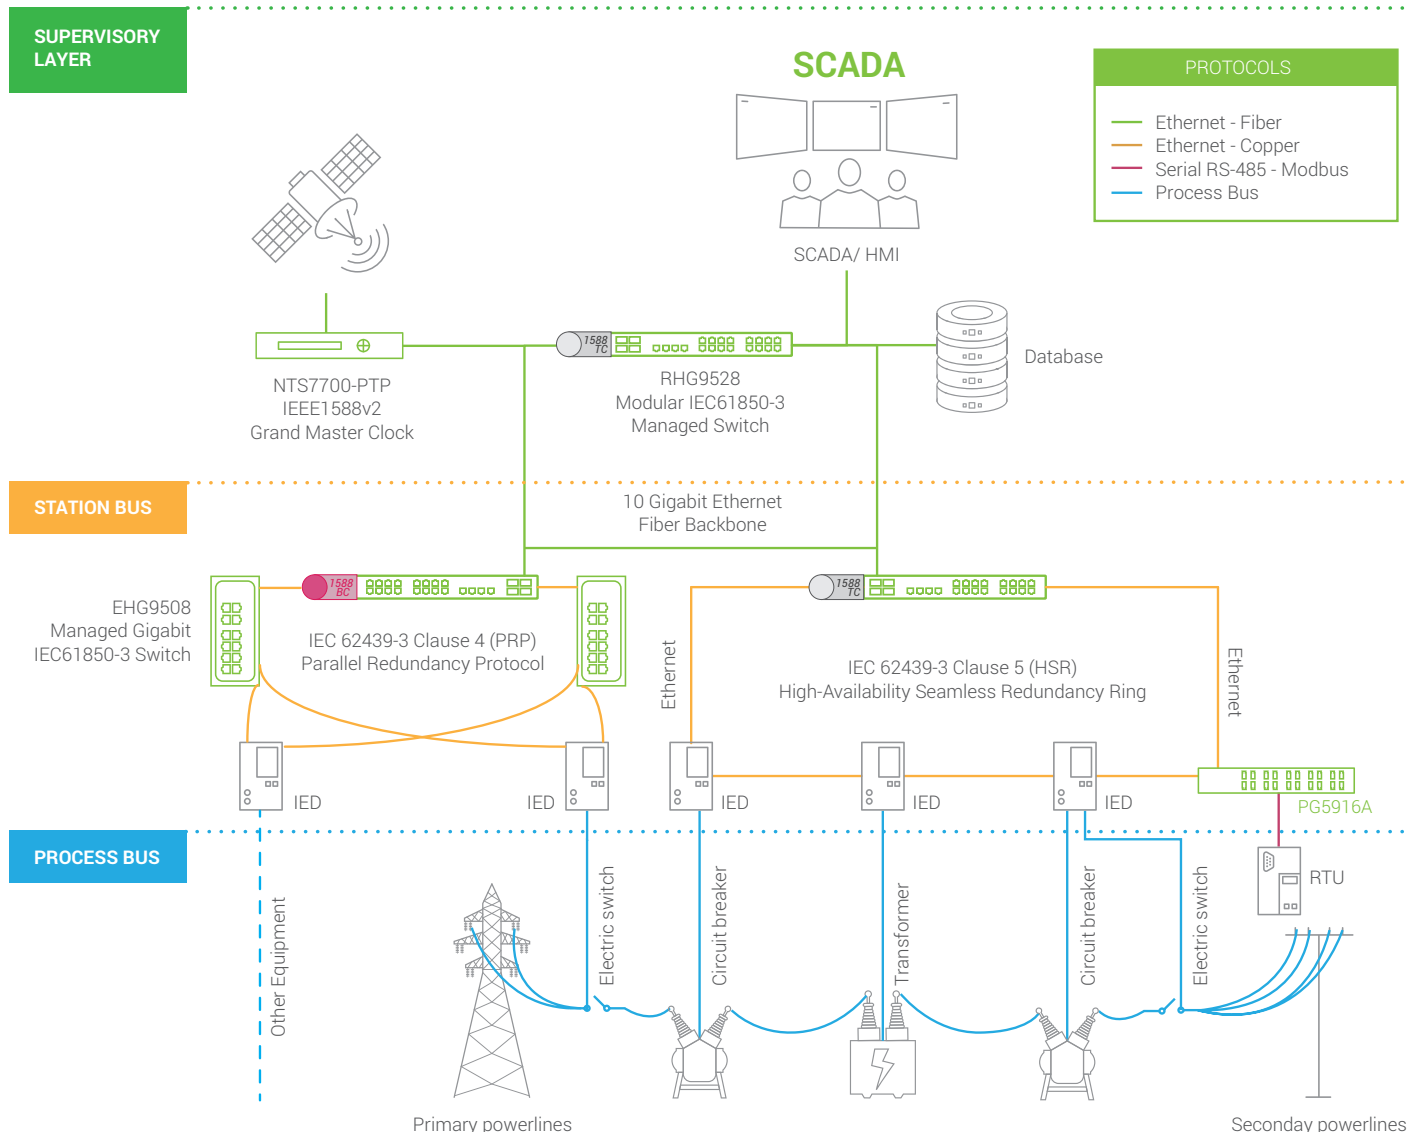 SUPERVISORY
LAYER
SCADA
PROTOCOLS
Ethernet - Fiber
Ethernet - Copper
Serial RS-485 - Modbus
Process Bus
SCADA/ HMI
1588
TC
Database
NTS7700-PTP
IEEE1588v2
Grand Master Clock
RHG9528
Modular IEC61850-3
Managed Switch
STATION BUS
10 Gigabit Ethernet
Fiber Backbone
1588
BC
1588
TC
EHG9508
Managed Gigabit
IEC61850-3 Switch
IEC 62439-3 Clause 4 (PRP)
Parallel Redundancy Protocol
Ethernet
IEC 62439-3 Clause 5 (HSR)
High-Availability Seamless Redundancy Ring
Ethernet
IED
IED
IED
IED
IED
PG5916A
PROCESS BUS
Other Equipment
Electric switch
Circuit breaker
Transformer
Circuit breaker
Electric switch
RTU
Primary powerlines
Seconday powerlines